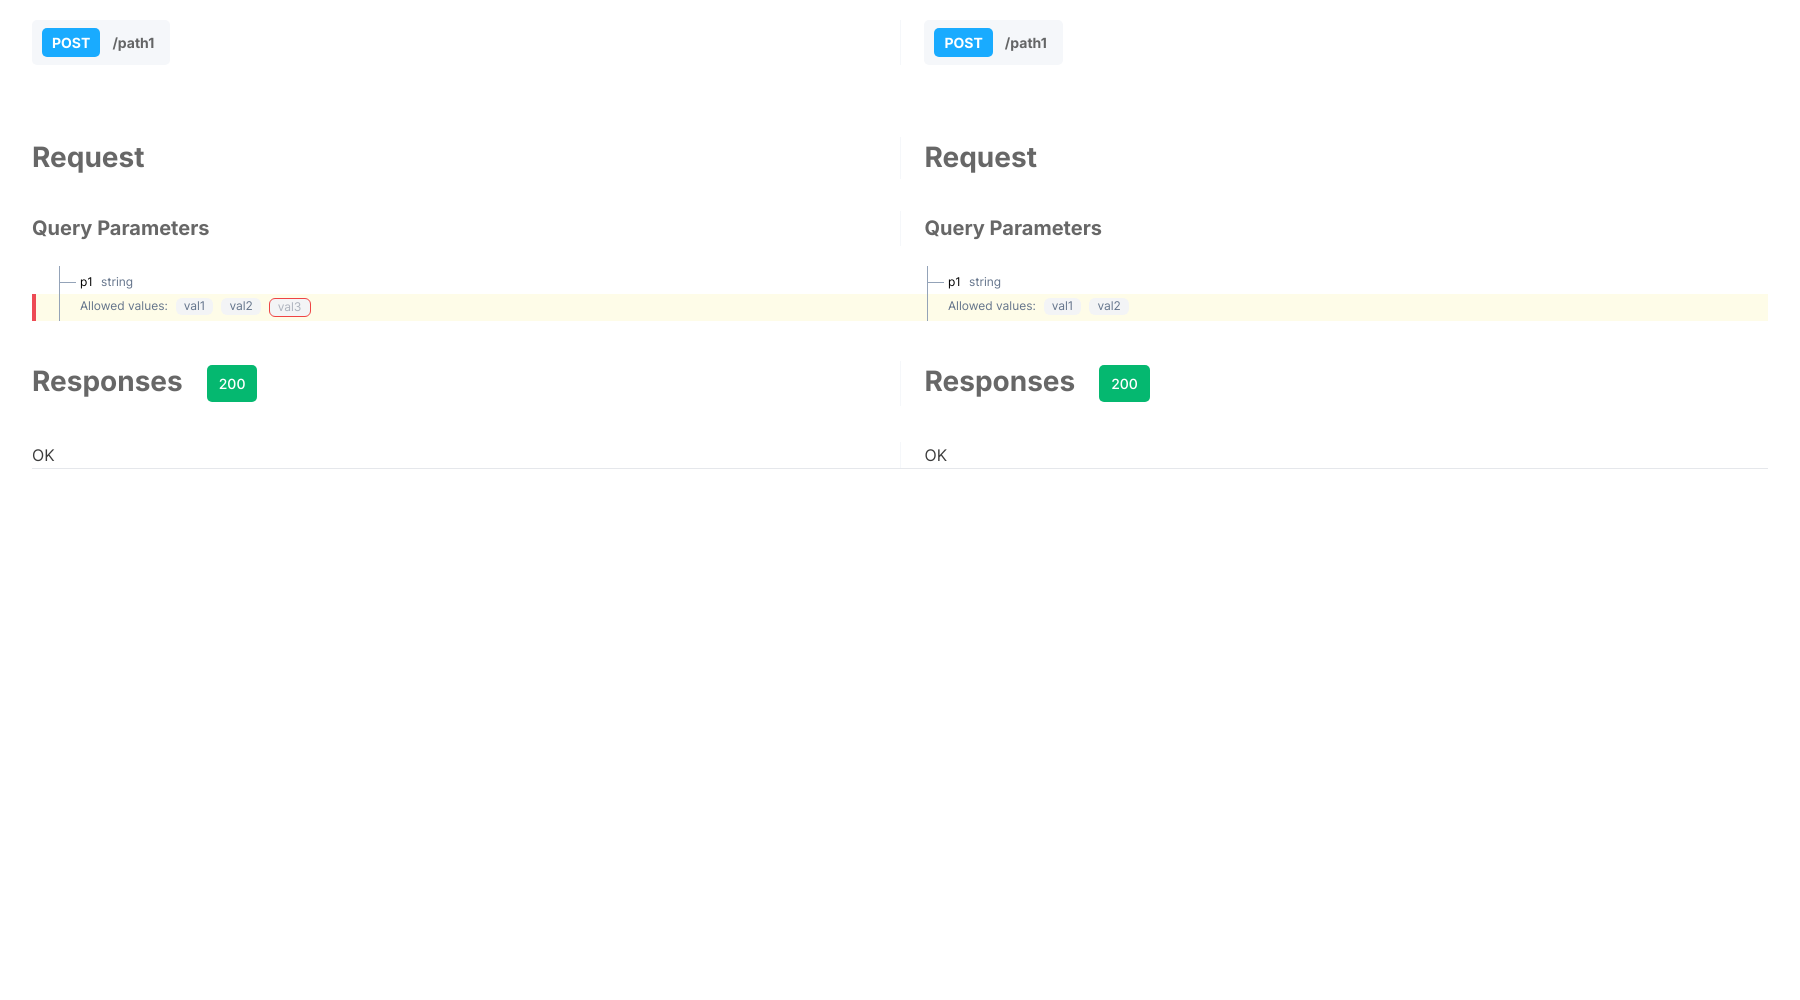 POST /path1
Request
Query Parameters
p1 string
Allowed values: val1 val2 val3
Responses 200
OK
POST /path1
Request
Query Parameters
p1 string
Allowed values: val1 val2
Responses 200
OK